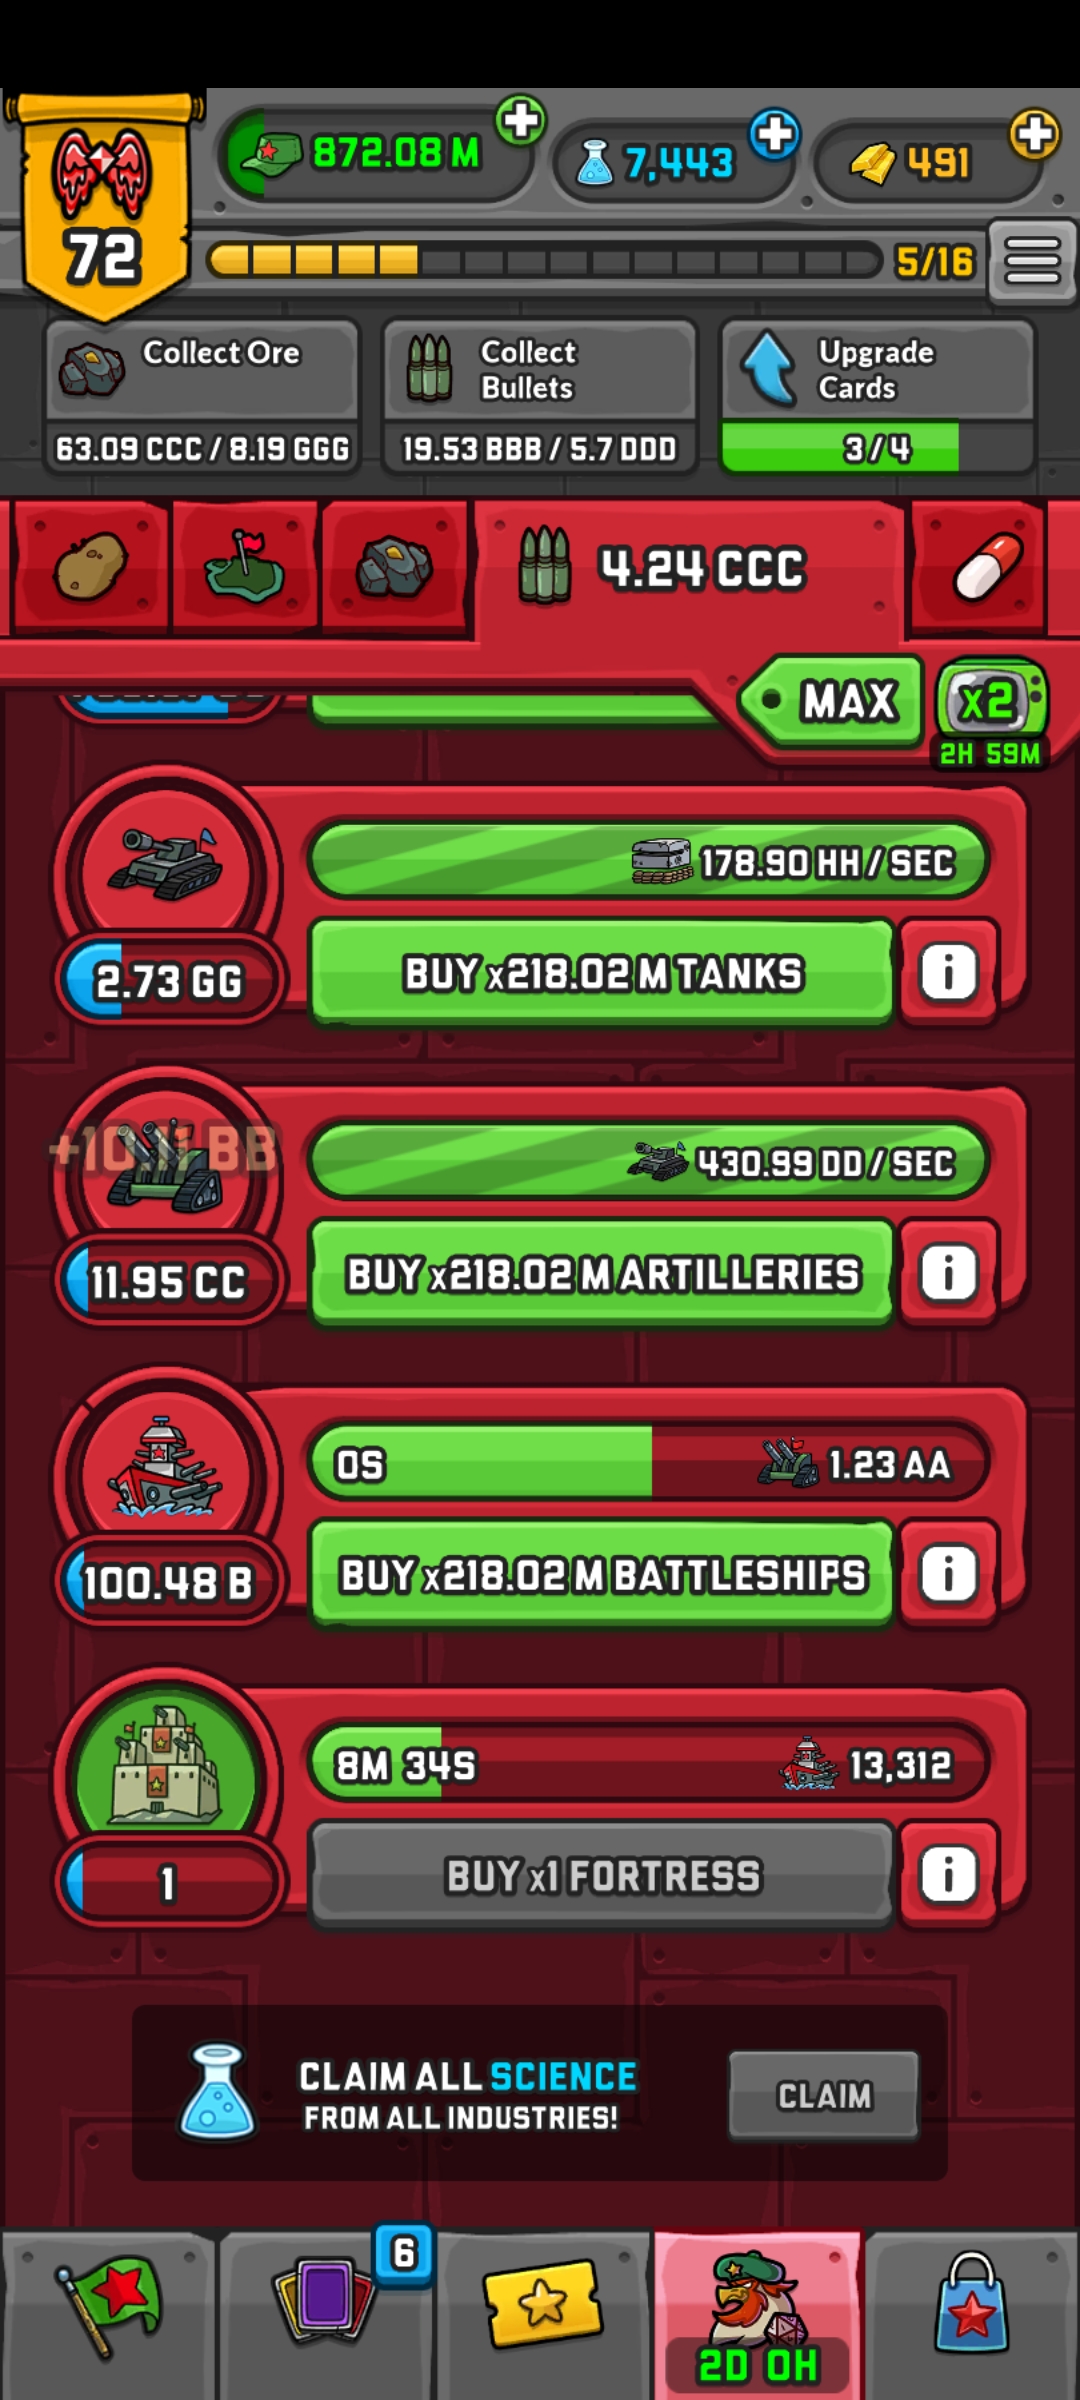 872.08 M
7,443
491
72
5/16
Collect Ore
63.09 CCC / 8.19 GGG
Collect
Bullets
19.53 BBB / 5.7 DDD
Upgrade
Cards
3/4
4.24 CCC
MAX
x2
2H 59M
178.90 HH / SEC
2.73 GG
BUY x218.02 M TANKS
i
430.99 DD / SEC
11.95 CC
BUY x218.02 M ARTILLERIES
i
0S
1.23 AA
100.48 B
BUY x218.02 M BATTLESHIPS
i
8M 34S
13,312
1
BUY x1 FORTRESS
i
CLAIM ALL SCIENCE
FROM ALL INDUSTRIES!
CLAIM
6
2D 0H